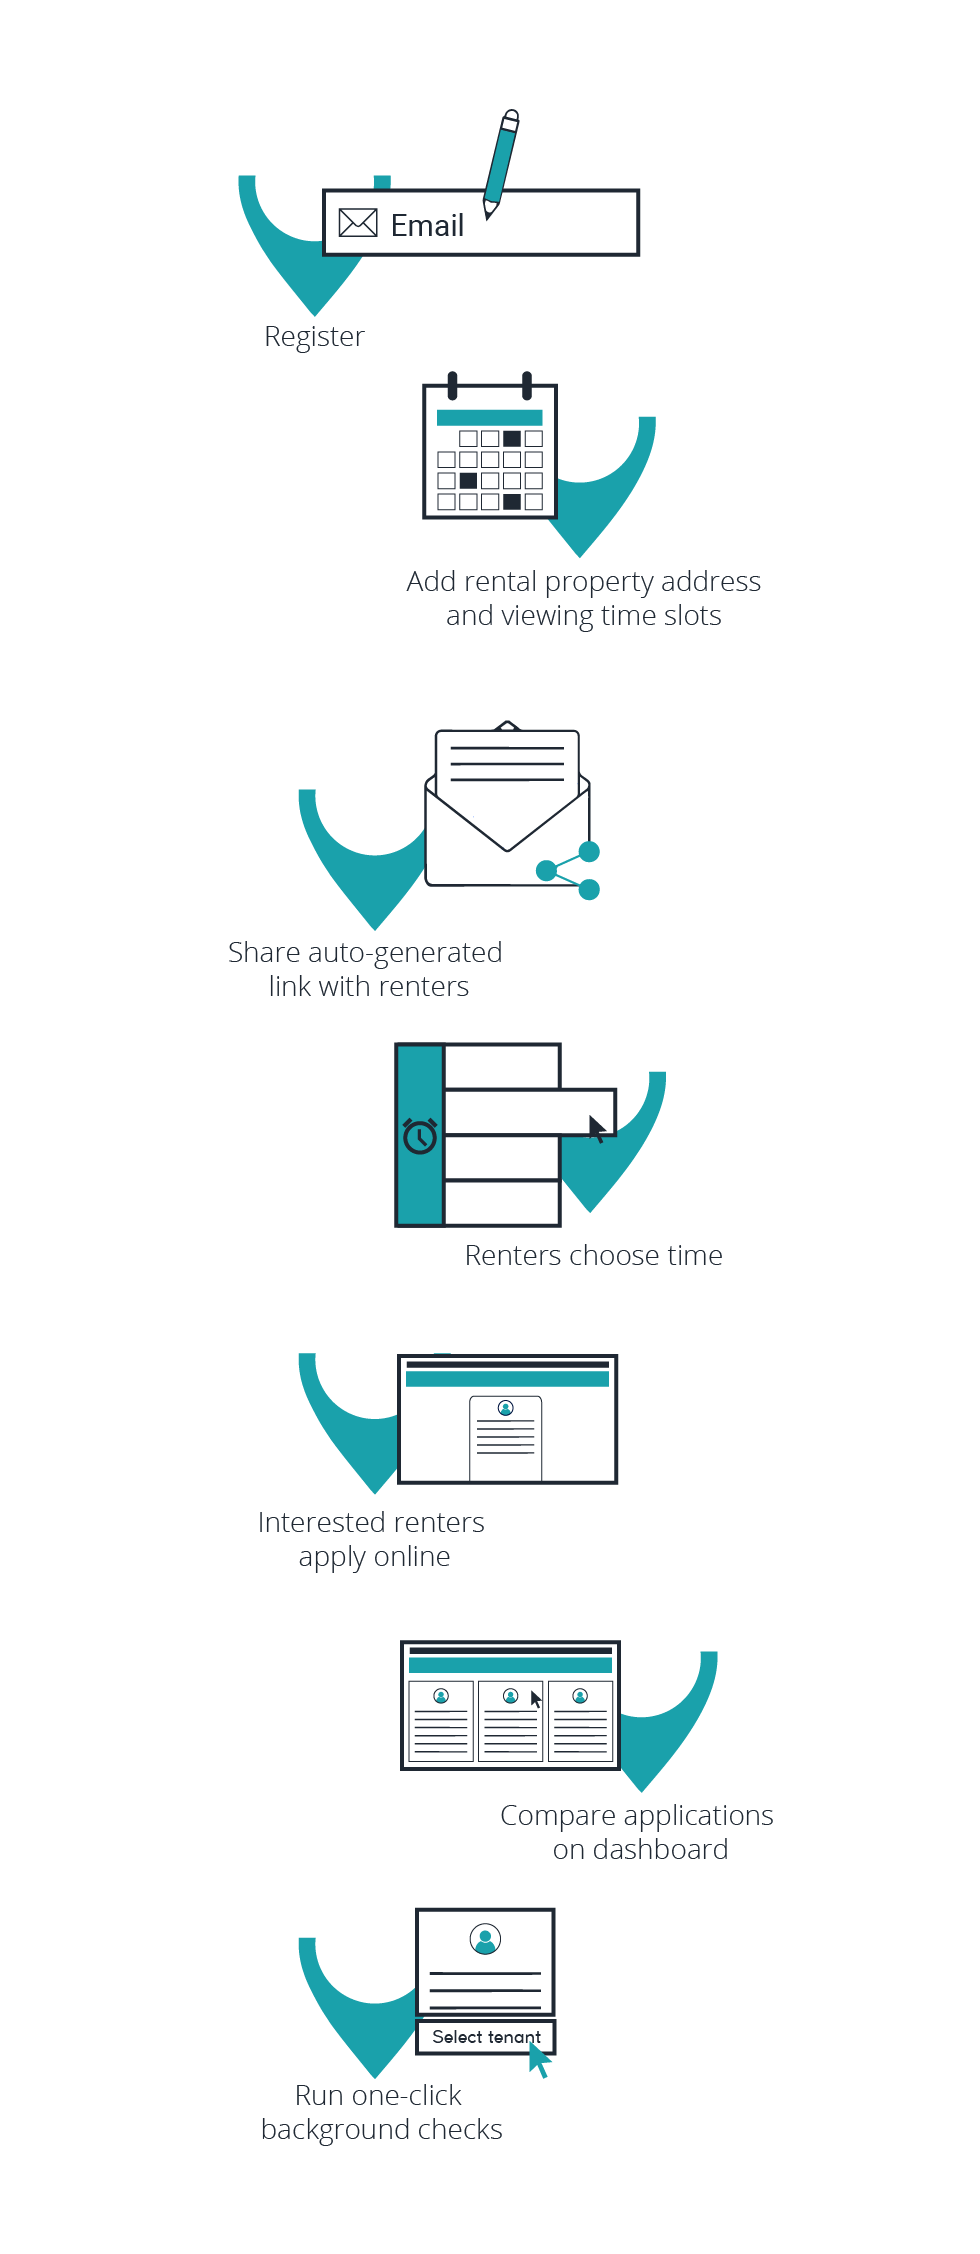 Email
Register
Add rental property address
and viewing time slots
Share auto-generated
link with renters
Renters choose time
Interested renters
apply online
Compare applications
on dashboard
Select tenant
Run one-click
background checks